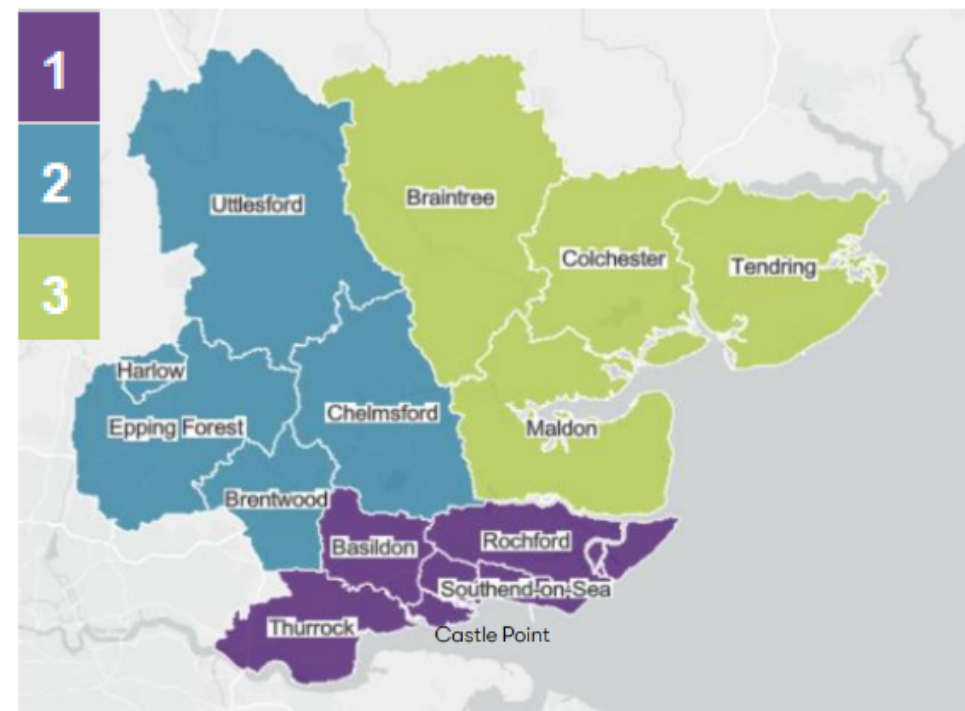 1
2
3
Uttlesford
Braintree
Colchester
Tendring
Harlow
Epping Forest
Chelmsford
Maldon
Brentwood
Basildon
Rochford
Southend-on-Sea
Thurrock
Castle Point